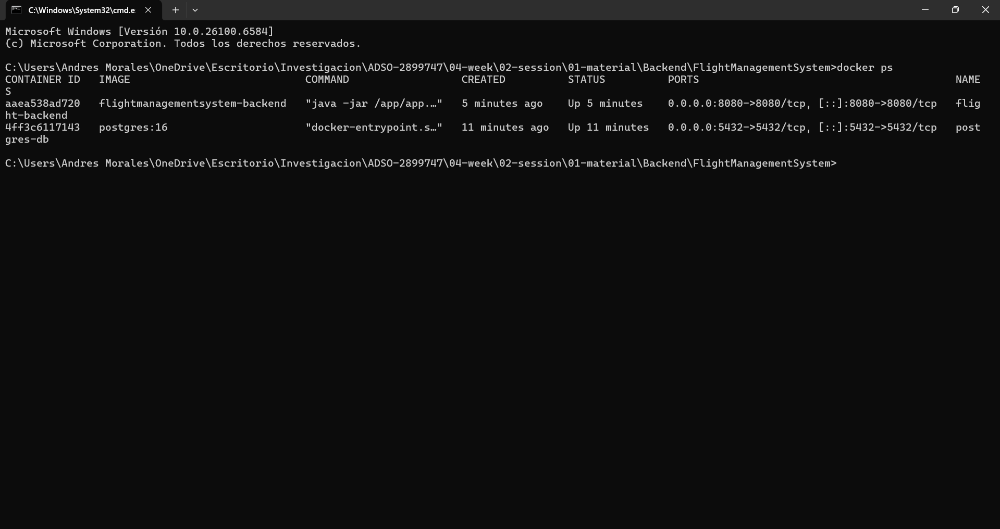 C:\Windows\System32\cmd.e
Microsoft Windows [Versión 10.0.26100.6584]
(c) Microsoft Corporation. Todos los derechos reservados.
C:\Users\Andres Morales\OneDrive\Escritorio\Investigacion\ADSO-2899747\04-week\02-session\01-material\Backend\FlightManagementSystem>docker ps
CONTAINER ID   IMAGE                            COMMAND                  CREATED          STATUS          PORTS                                         NAME
S
aaea538ad720   flightmanagementsystem-backend   "java -jar /app/app.…"   5 minutes ago    Up 5 minutes    0.0.0.0:8080->8080/tcp, [::]:8080->8080/tcp   flig
ht-backend
4ff3c6117143   postgres:16                      "docker-entrypoint.s…"   11 minutes ago   Up 11 minutes   0.0.0.0:5432->5432/tcp, [::]:5432->5432/tcp   post
gres-db
C:\Users\Andres Morales\OneDrive\Escritorio\Investigacion\ADSO-2899747\04-week\02-session\01-material\Backend\FlightManagementSystem>